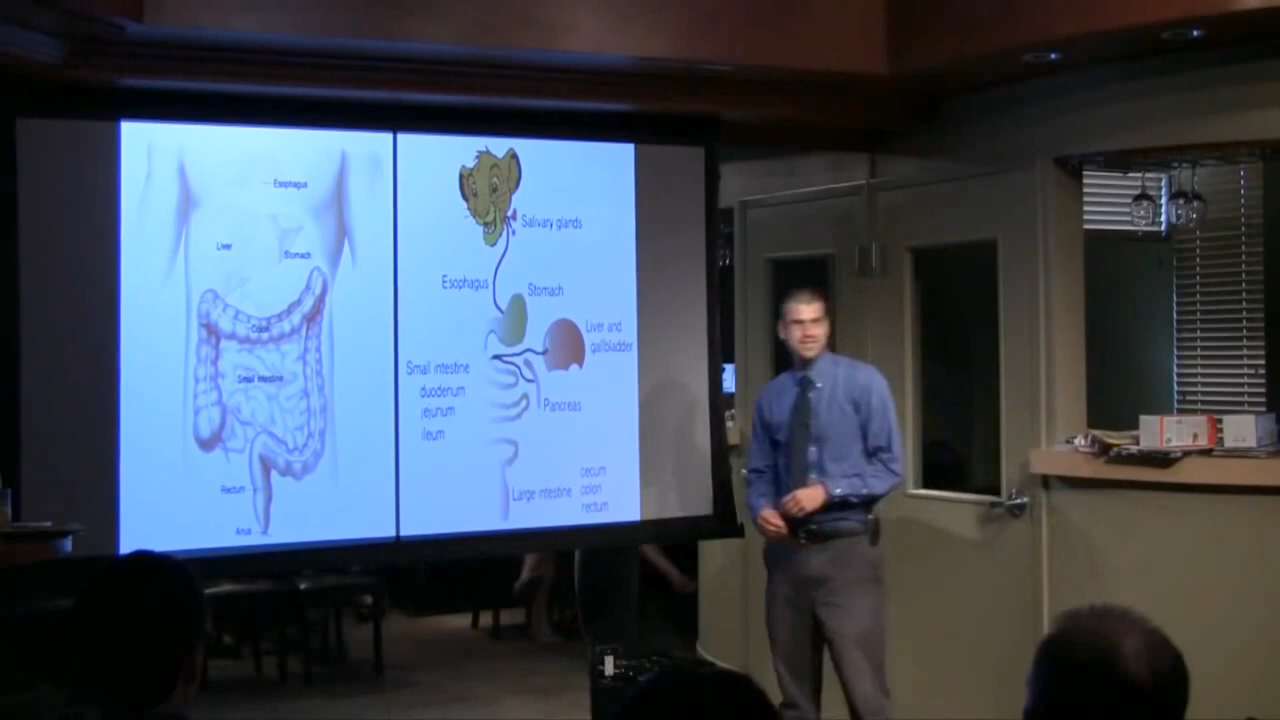 Esophagus
Liver
Stomach
Colon
Small Intestine
Rectum
Anus
Salivary glands
Esophagus
Stomach
Liver and
gallbladder
Small intestine
duodenum
jejunum
ileum
Pancreas
Large intestine
cecum
colon
rectum